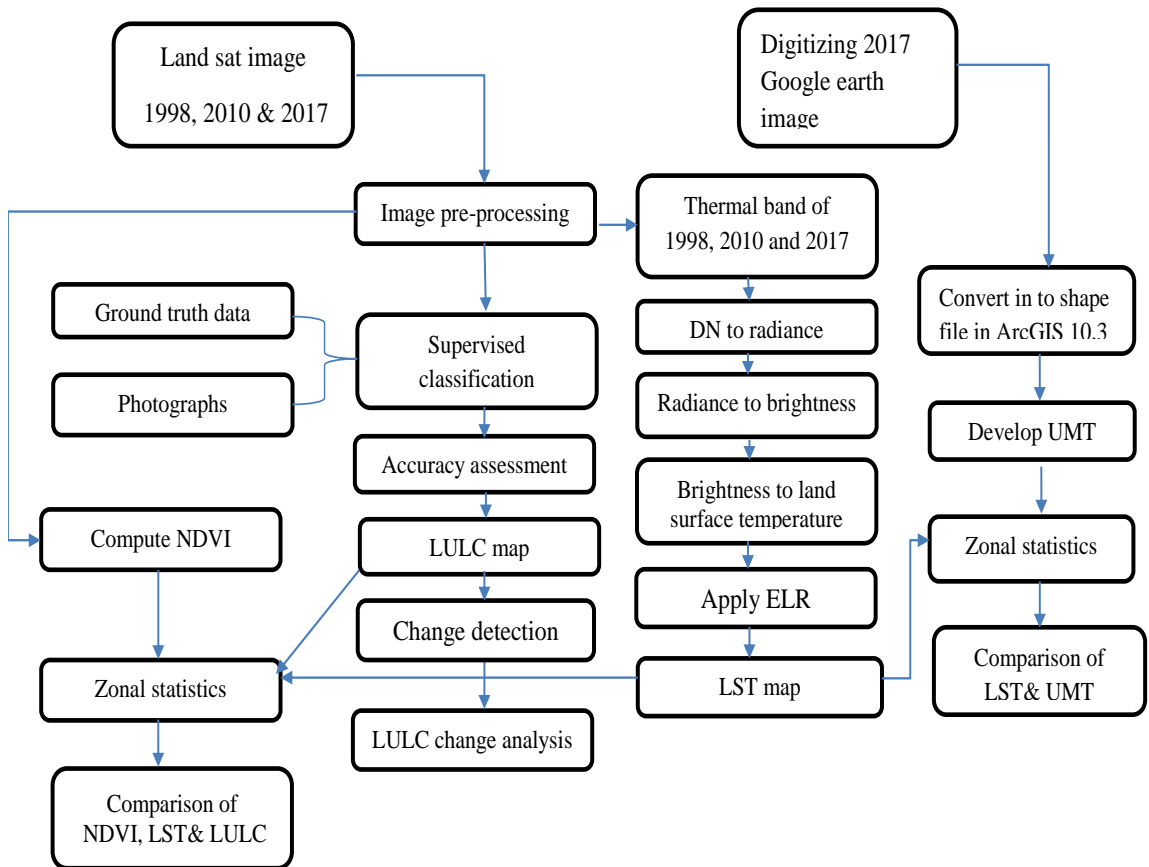 Land sat image
1998, 2010 & 2017
Digitizing 2017
Google earth
image
Image pre-processing
Thermal band of
1998, 2010 and 2017
Ground truth data
Photographs
Supervised
classification
DN to radiance
Convert in to shape
file in ArcGIS 10.3
Radiance to brightness
Develop UMT
Accuracy assessment
Brightness to land
surface temperature
Compute NDVI
LULC map
Zonal statistics
Apply ELR
Change detection
Zonal statistics
LST map
Comparison of
LST& UMT
LULC change analysis
Comparison of
NDVI, LST& LULC